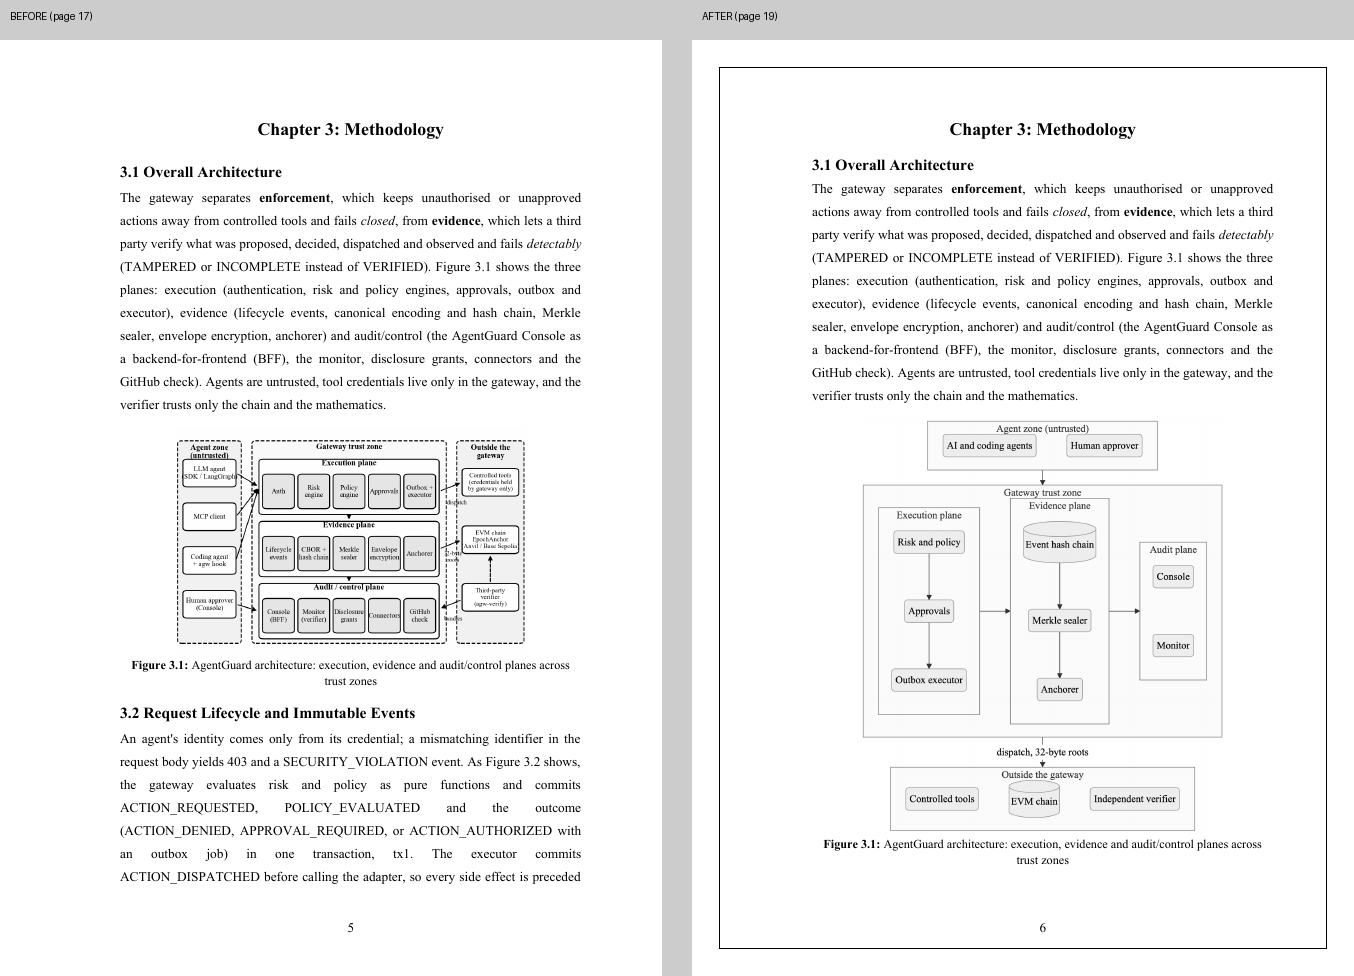 BEFORE (page 17)
Chapter 3: Methodology
3.1 Overall Architecture
The gateway separates enforcement, which keeps unauthorised or unapproved
actions away from controlled tools and fails closed, from evidence, which lets a third
party verify what was proposed, decided, dispatched and observed and fails detectably
(TAMPERED or INCOMPLETE instead of VERIFIED). Figure 3.1 shows the three
planes: execution (authentication, risk and policy engines, approvals, outbox and
executor), evidence (lifecycle events, canonical encoding and hash chain, Merkle
sealer, envelope encryption, anchorer) and audit/control (the AgentGuard Console as
a backend-for-frontend (BFF), the monitor, disclosure grants, connectors and the
GitHub check). Agents are untrusted, tool credentials live only in the gateway, and the
verifier trusts only the chain and the mathematics.
Agent zone
(untrusted)
LLM agent
(SDK / LangGraph)
MCP client
Coding agent
+ agw hook
Human approver
(Console)
Gateway trust zone
Execution plane
Auth
Risk
engine
Policy
engine
Approvals
Outbox +
executor
Evidence plane
Lifecycle
events
CBOR +
hash chain
Merkle
sealer
Envelope
encryption
Anchorer
Audit / control plane
Console
(BFF)
Monitor
(verifier)
Disclosure
grants
Connectors
GitHub
check
dispatch
Outside the
gateway
Controlled tools
(credentials held
by gateway only)
EVM chain
EpochAnchor
Anvil / Base Sepolia
Third-party
verifier
(agw-verify)
Figure 3.1: AgentGuard architecture: execution, evidence and audit/control planes across
trust zones
3.2 Request Lifecycle and Immutable Events
An agent's identity comes only from its credential; a mismatching identifier in the
request body yields 403 and a SECURITY_VIOLATION event. As Figure 3.2 shows,
the gateway evaluates risk and policy as pure functions and commits
ACTION_REQUESTED, POLICY_EVALUATED and the outcome
(ACTION_DENIED, APPROVAL_REQUIRED, or ACTION_AUTHORIZED with
an outbox job) in one transaction, tx1. The executor commits
ACTION_DISPATCHED before calling the adapter, so every side effect is preceded
5
AFTER (page 19)
Chapter 3: Methodology
3.1 Overall Architecture
The gateway separates enforcement, which keeps unauthorised or unapproved
actions away from controlled tools and fails closed, from evidence, which lets a third
party verify what was proposed, decided, dispatched and observed and fails detectably
(TAMPERED or INCOMPLETE instead of VERIFIED). Figure 3.1 shows the three
planes: execution (authentication, risk and policy engines, approvals, outbox and
executor), evidence (lifecycle events, canonical encoding and hash chain, Merkle
sealer, envelope encryption, anchorer) and audit/control (the AgentGuard Console as
a backend-for-frontend (BFF), the monitor, disclosure grants, connectors and the
GitHub check). Agents are untrusted, tool credentials live only in the gateway, and the
verifier trusts only the chain and the mathematics.
Agent zone (untrusted)
AI and coding agents
Human approver
Gateway trust zone
Execution plane
Risk and policy
Approvals
Outbox executor
Evidence plane
Event hash chain
Merkle sealer
Anchorer
Audit plane
Console
Monitor
dispatch, 32-byte roots
Outside the gateway
Controlled tools
EVM chain
Independent verifier
Figure 3.1: AgentGuard architecture: execution, evidence and audit/control planes across
trust zones
6